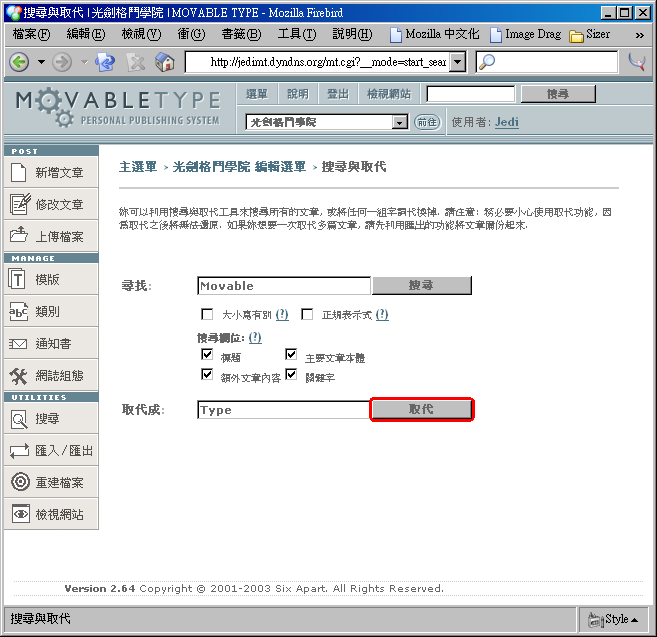 搜尋與取代 | 光劍格鬥學院 | MOVABLE TYPE - Mozilla Firebird
檔案(F) 編輯(E) 檢視(V) 衝(G) 書籤(B) 工具(T) 說明(H) Mozilla 中文化 Image Drag Sizer »
http://jedimt.dyndns.org/mt.cgi?__mode=start_sear
MOVABLETYPE
PERSONAL PUBLISHING SYSTEM
選單 說明 登出 檢視網站 搜尋
光劍格鬥學院 前往 使用者: Jedi
POST
新增文章
修改文章
上傳檔案
MANAGE
模版
類別
通知書
網誌組態
UTILITIES
搜尋
匯入/匯出
重建檔案
檢視網站
主選單 > 光劍格鬥學院 編輯選單 > 搜尋與取代
妳可以利用搜尋與取代工具來搜尋所有的文章, 或將任何一組字詞代換掉. 請注意: 務必要小心使用取代功能, 因
當取代之後將無法還原. 如果妳想要一次取代多篇文章, 請先利用匯出的功能將文章備份起來.
尋找: Movable 搜尋
大小寫有別 (?) 正規表示式 (?)
搜尋欄位: (?)
標題 主要文章本體
額外文章內容 關鍵字
取代成: Type 取代
Version 2.64 Copyright © 2001-2003 Six Apart. All Rights Reserved.
搜尋與取代 Style